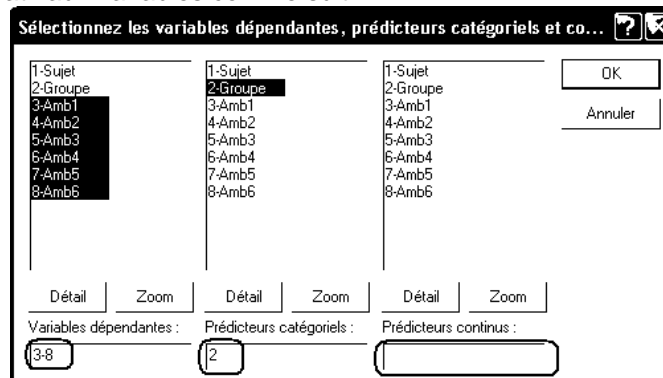 Sélectionnez les variables dépendantes, prédicteurs catégoriels et co...
1-Sujet
2-Groupe
3-Amb1
4-Amb2
5-Amb3
6-Amb4
7-Amb5
8-Amb6
1-Sujet
2-Groupe
3-Amb1
4-Amb2
5-Amb3
6-Amb4
7-Amb5
8-Amb6
1-Sujet
2-Groupe
3-Amb1
4-Amb2
5-Amb3
6-Amb4
7-Amb5
8-Amb6
OK
Annuler
Détail Zoom Détail Zoom Détail Zoom
Variables dépendantes : Prédicteurs catégoriels : Prédicteurs continus :
3-8 2